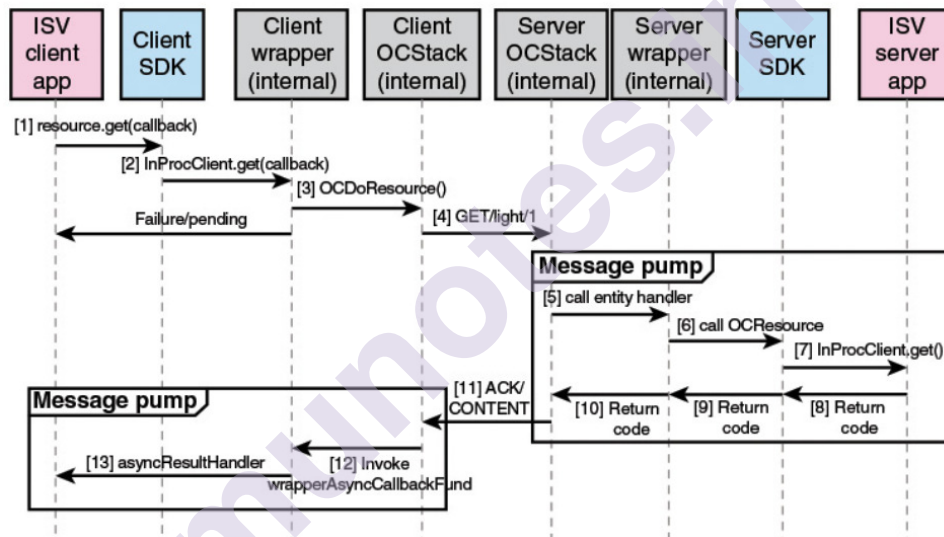 ISV
client
app
Client
SDK
Client
wrapper
(internal)
Client
OCStack
(internal)
Server
OCStack
(internal)
Server
wrapper
(internal)
Server
SDK
ISV
server
app
[1] resource.get(callback)
[2] InProcClient.get(callback)
[3] OCDoResource()
Failure/pending
[4] GET/light/1
Message pump
[5] call entity handler
[6] call OCResource
[7] InProcClient.get()
[8] Return
code
[9] Return
code
[10] Return
code
[11] ACK/
CONTENT
Message pump
[12] Invoke
wrapperAsyncCallbackFund
[13] asyncResultHandler
munotes.in